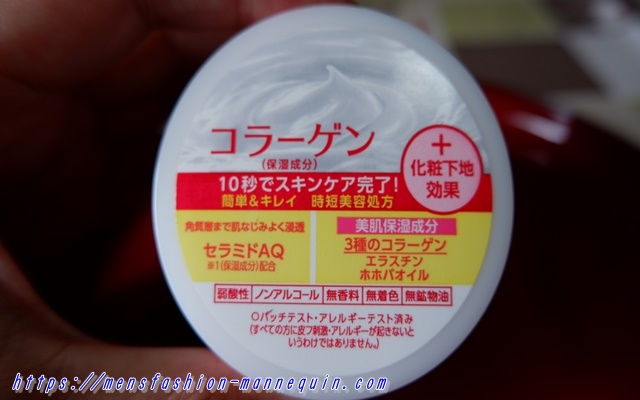 コラーゲン
(保湿成分)
+
化粧下地
効果
10秒でスキンケア完了!
簡単&キレイ 時短美容処方
角質層まで肌なじみよく浸透
セラミドAQ
※1(保湿成分)配合
美肌保湿成分
3種のコラーゲン
エラスチン
ホホバオイル
弱酸性 ノンアルコール 無香料 無着色 無鉱物油
○パッチテスト・アレルギーテスト済み
(すべての方に皮フ刺激・アレルギーが起きないと
いうわけではありません。)
https://mensfashion-mannequin.com